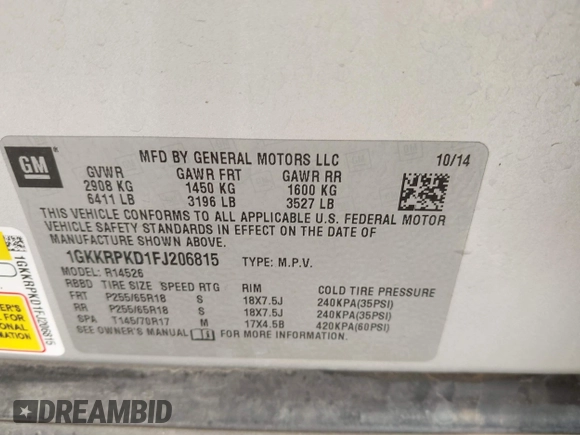 GM
MFD BY GENERAL MOTORS LLC 10/14
GVWR GAWR FRT GAWR RR
2908 KG 1450 KG 1600 KG
6411 LB 3196 LB 3527 LB
THIS VEHICLE CONFORMS TO ALL APPLICABLE U.S. FEDERAL MOTOR
VEHICLE SAFETY STANDARDS IN EFFECT ON THE DATE OF
MANUFACTURE SHOWN ABOVE.
1GKKRPKD1FJ206815 TYPE: M.P.V.
MODEL: R14526
RBBD TIRE SIZE SPEED RTG RIM COLD TIRE PRESSURE
FRT P255/65R18 S 18X7.5J 240KPA(35PSI)
RR P255/65R18 S 18X7.5J 240KPA(35PSI)
SPA T145/70R17 M 17X4.5B 420KPA(60PSI)
SEE OWNER'S MANUAL FOR MORE INFORMATION.
1GKKRPKD1FJ206815
DREAMBID